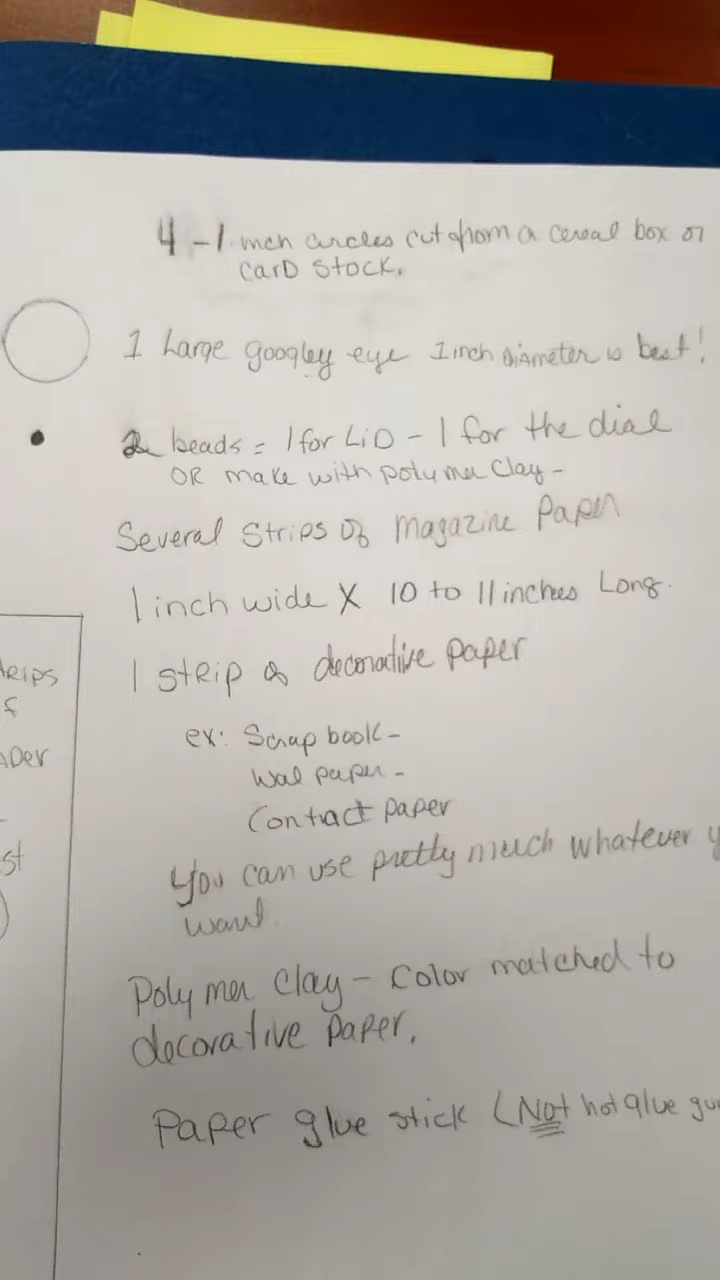 4 - 1 inch circles cut from a cereal box or
card stock.
1 Large googley eye 1 inch Diameter is best!
2 beads = 1 for LiD - 1 for the dial
OR make with polymer clay -
Several Strips of Magazine Paper
1 inch wide X 10 to 11 inches Long.
1 strip of decorative paper
ex: Scrap book -
Wal paper -
Contact paper
You can use pretty much whatever y
want.
Polymer Clay - Color matched to
decorative paper.
Paper glue stick (Not hot glue gu